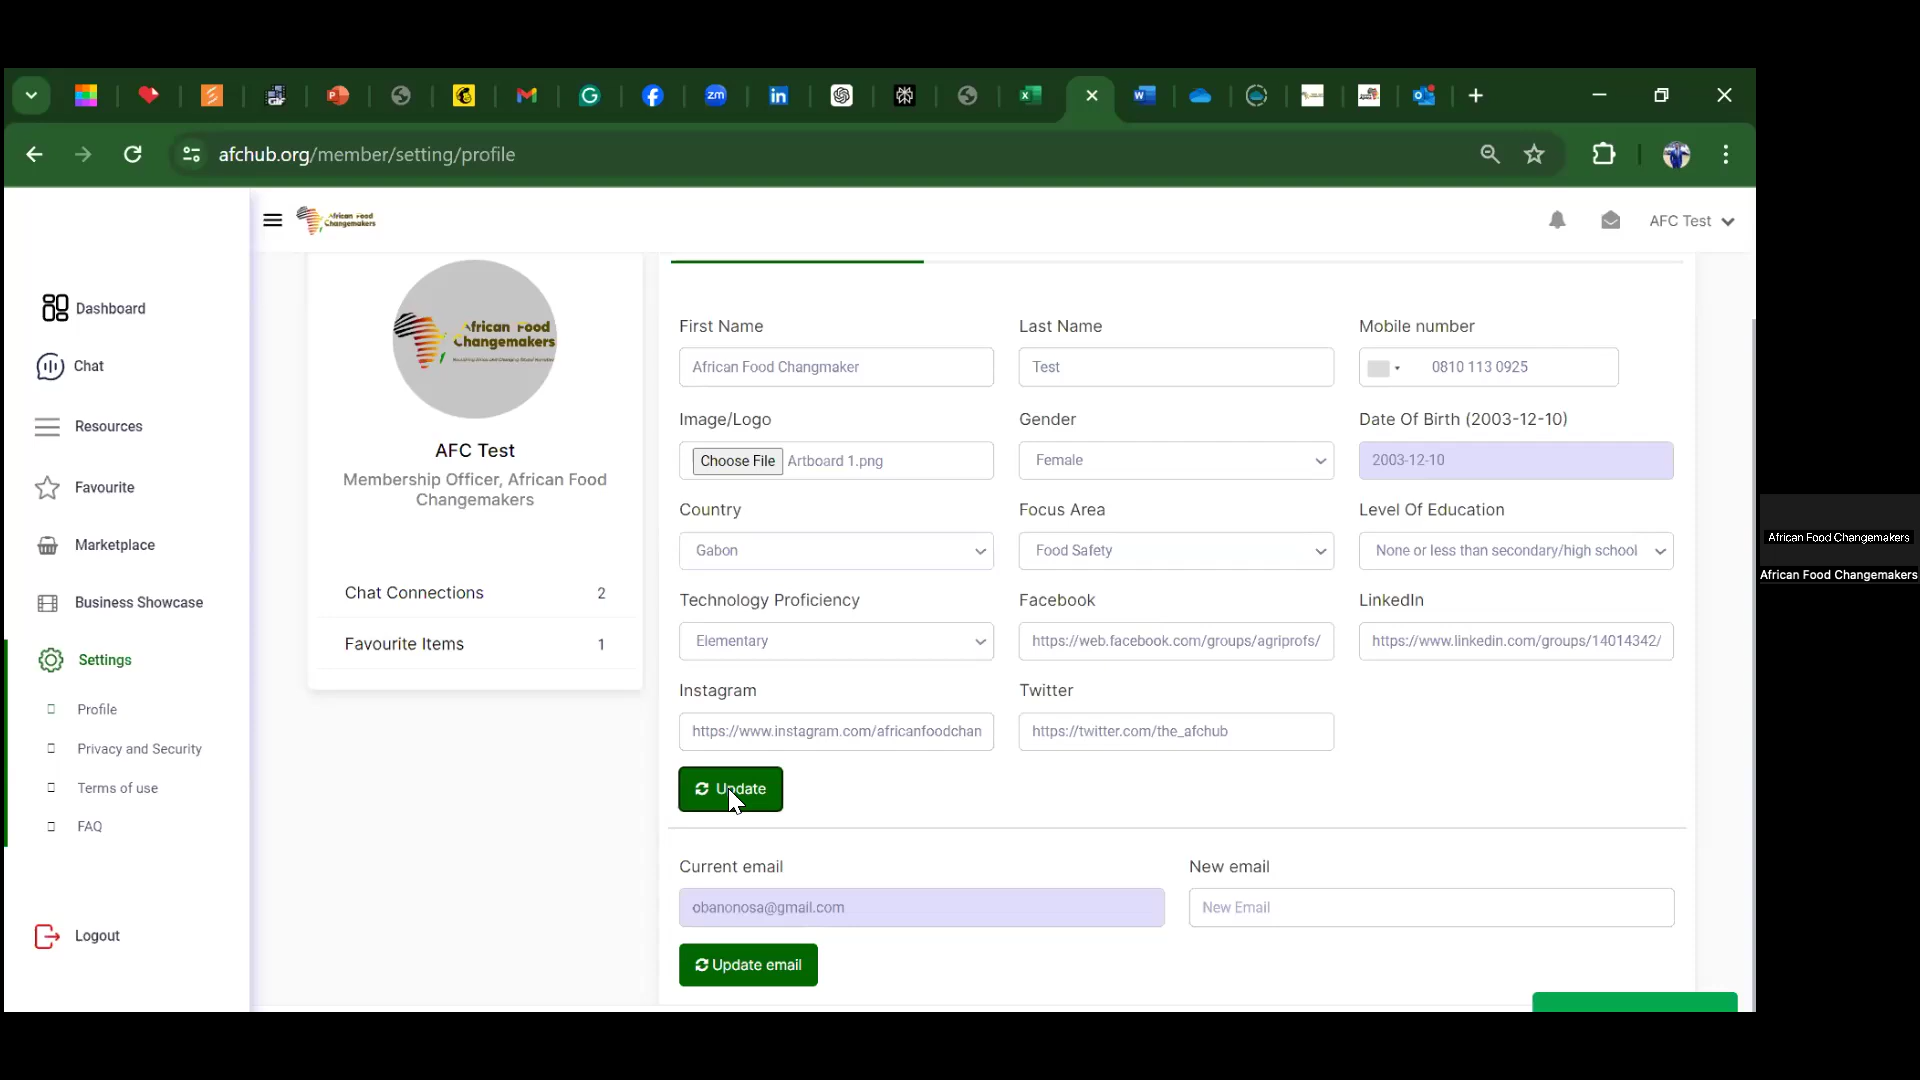 zm
afchub.org/member/setting/profile
African Food
Changemakers
AFC Test
Dashboard
Chat
Resources
Favourite
Marketplace
Business Showcase
Settings
Profile
Privacy and Security
Terms of use
FAQ
Logout
African Food
Changemakers
AFC Test
Membership Officer, African Food
Changemakers
Chat Connections 2
Favourite Items 1
First Name Last Name Mobile number
African Food Changmaker Test 0810 113 0925
Image/Logo Gender Date Of Birth (2003-12-10)
Choose File Artboard 1.png Female 2003-12-10
Country Focus Area Level Of Education
Gabon Food Safety None or less than secondary/high school
Technology Proficiency Facebook LinkedIn
Elementary https://web.facebook.com/groups/agriprofs/ https://www.linkedin.com/groups/14014342/
Instagram Twitter
https://www.instagram.com/africanfoodchan https://twitter.com/the_afchub
Update
Current email New email
obanonosa@gmail.com New Email
Update email
African Food Changemakers
African Food Changemakers